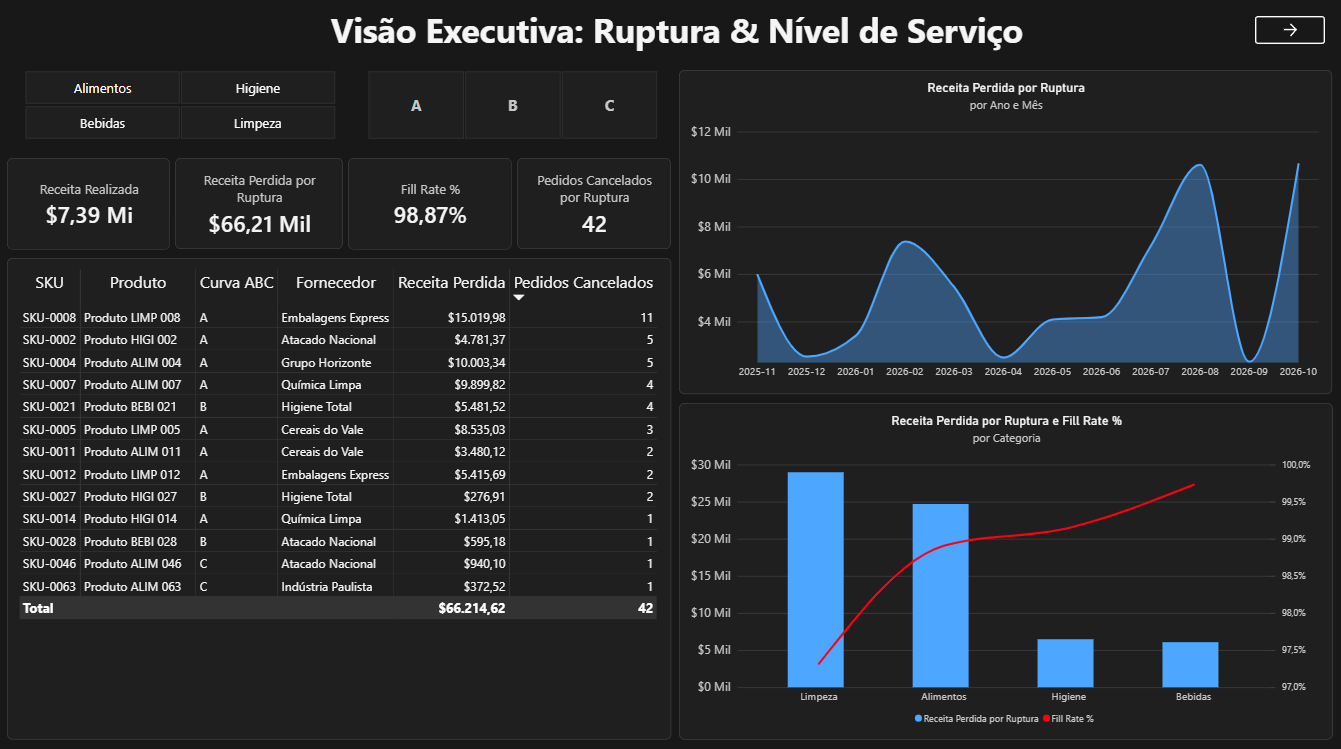 Visão Executiva: Ruptura & Nível de Serviço
Alimentos Higiene
Bebidas Limpeza
A B C
Receita Realizada
$7,39 Mi
Receita Perdida por
Ruptura
$66,21 Mil
Fill Rate %
98,87%
Pedidos Cancelados
por Ruptura
42
SKU Produto Curva ABC Fornecedor Receita Perdida Pedidos Cancelados
SKU-0008 Produto LIMP 008 A Embalagens Express $15.019,98 11
SKU-0002 Produto HIGI 002 A Atacado Nacional $4.781,37 5
SKU-0004 Produto ALIM 004 A Grupo Horizonte $10.003,34 5
SKU-0007 Produto ALIM 007 A Química Limpa $9.899,82 4
SKU-0021 Produto BEBI 021 B Higiene Total $5.481,52 4
SKU-0005 Produto LIMP 005 A Cereais do Vale $8.535,03 3
SKU-0011 Produto ALIM 011 A Cereais do Vale $3.480,12 2
SKU-0012 Produto LIMP 012 A Embalagens Express $5.415,69 2
SKU-0027 Produto HIGI 027 B Higiene Total $276,91 2
SKU-0014 Produto HIGI 014 A Química Limpa $1.413,05 1
SKU-0028 Produto BEBI 028 B Atacado Nacional $595,18 1
SKU-0046 Produto ALIM 046 C Atacado Nacional $940,10 1
SKU-0063 Produto ALIM 063 C Indústria Paulista $372,52 1
Total $66.214,62 42
Receita Perdida por Ruptura
por Ano e Mês
$12 Mil
$10 Mil
$8 Mil
$6 Mil
$4 Mil
2025-11 2025-12 2026-01 2026-02 2026-03 2026-04 2026-05 2026-06 2026-07 2026-08 2026-09 2026-10
Receita Perdida por Ruptura e Fill Rate %
por Categoria
$30 Mil 100,0%
$25 Mil 99,5%
$20 Mil 99,0%
$15 Mil 98,5%
$10 Mil 98,0%
$5 Mil 97,5%
$0 Mil 97,0%
Limpeza Alimentos Higiene Bebidas
Receita Perdida por Ruptura Fill Rate %